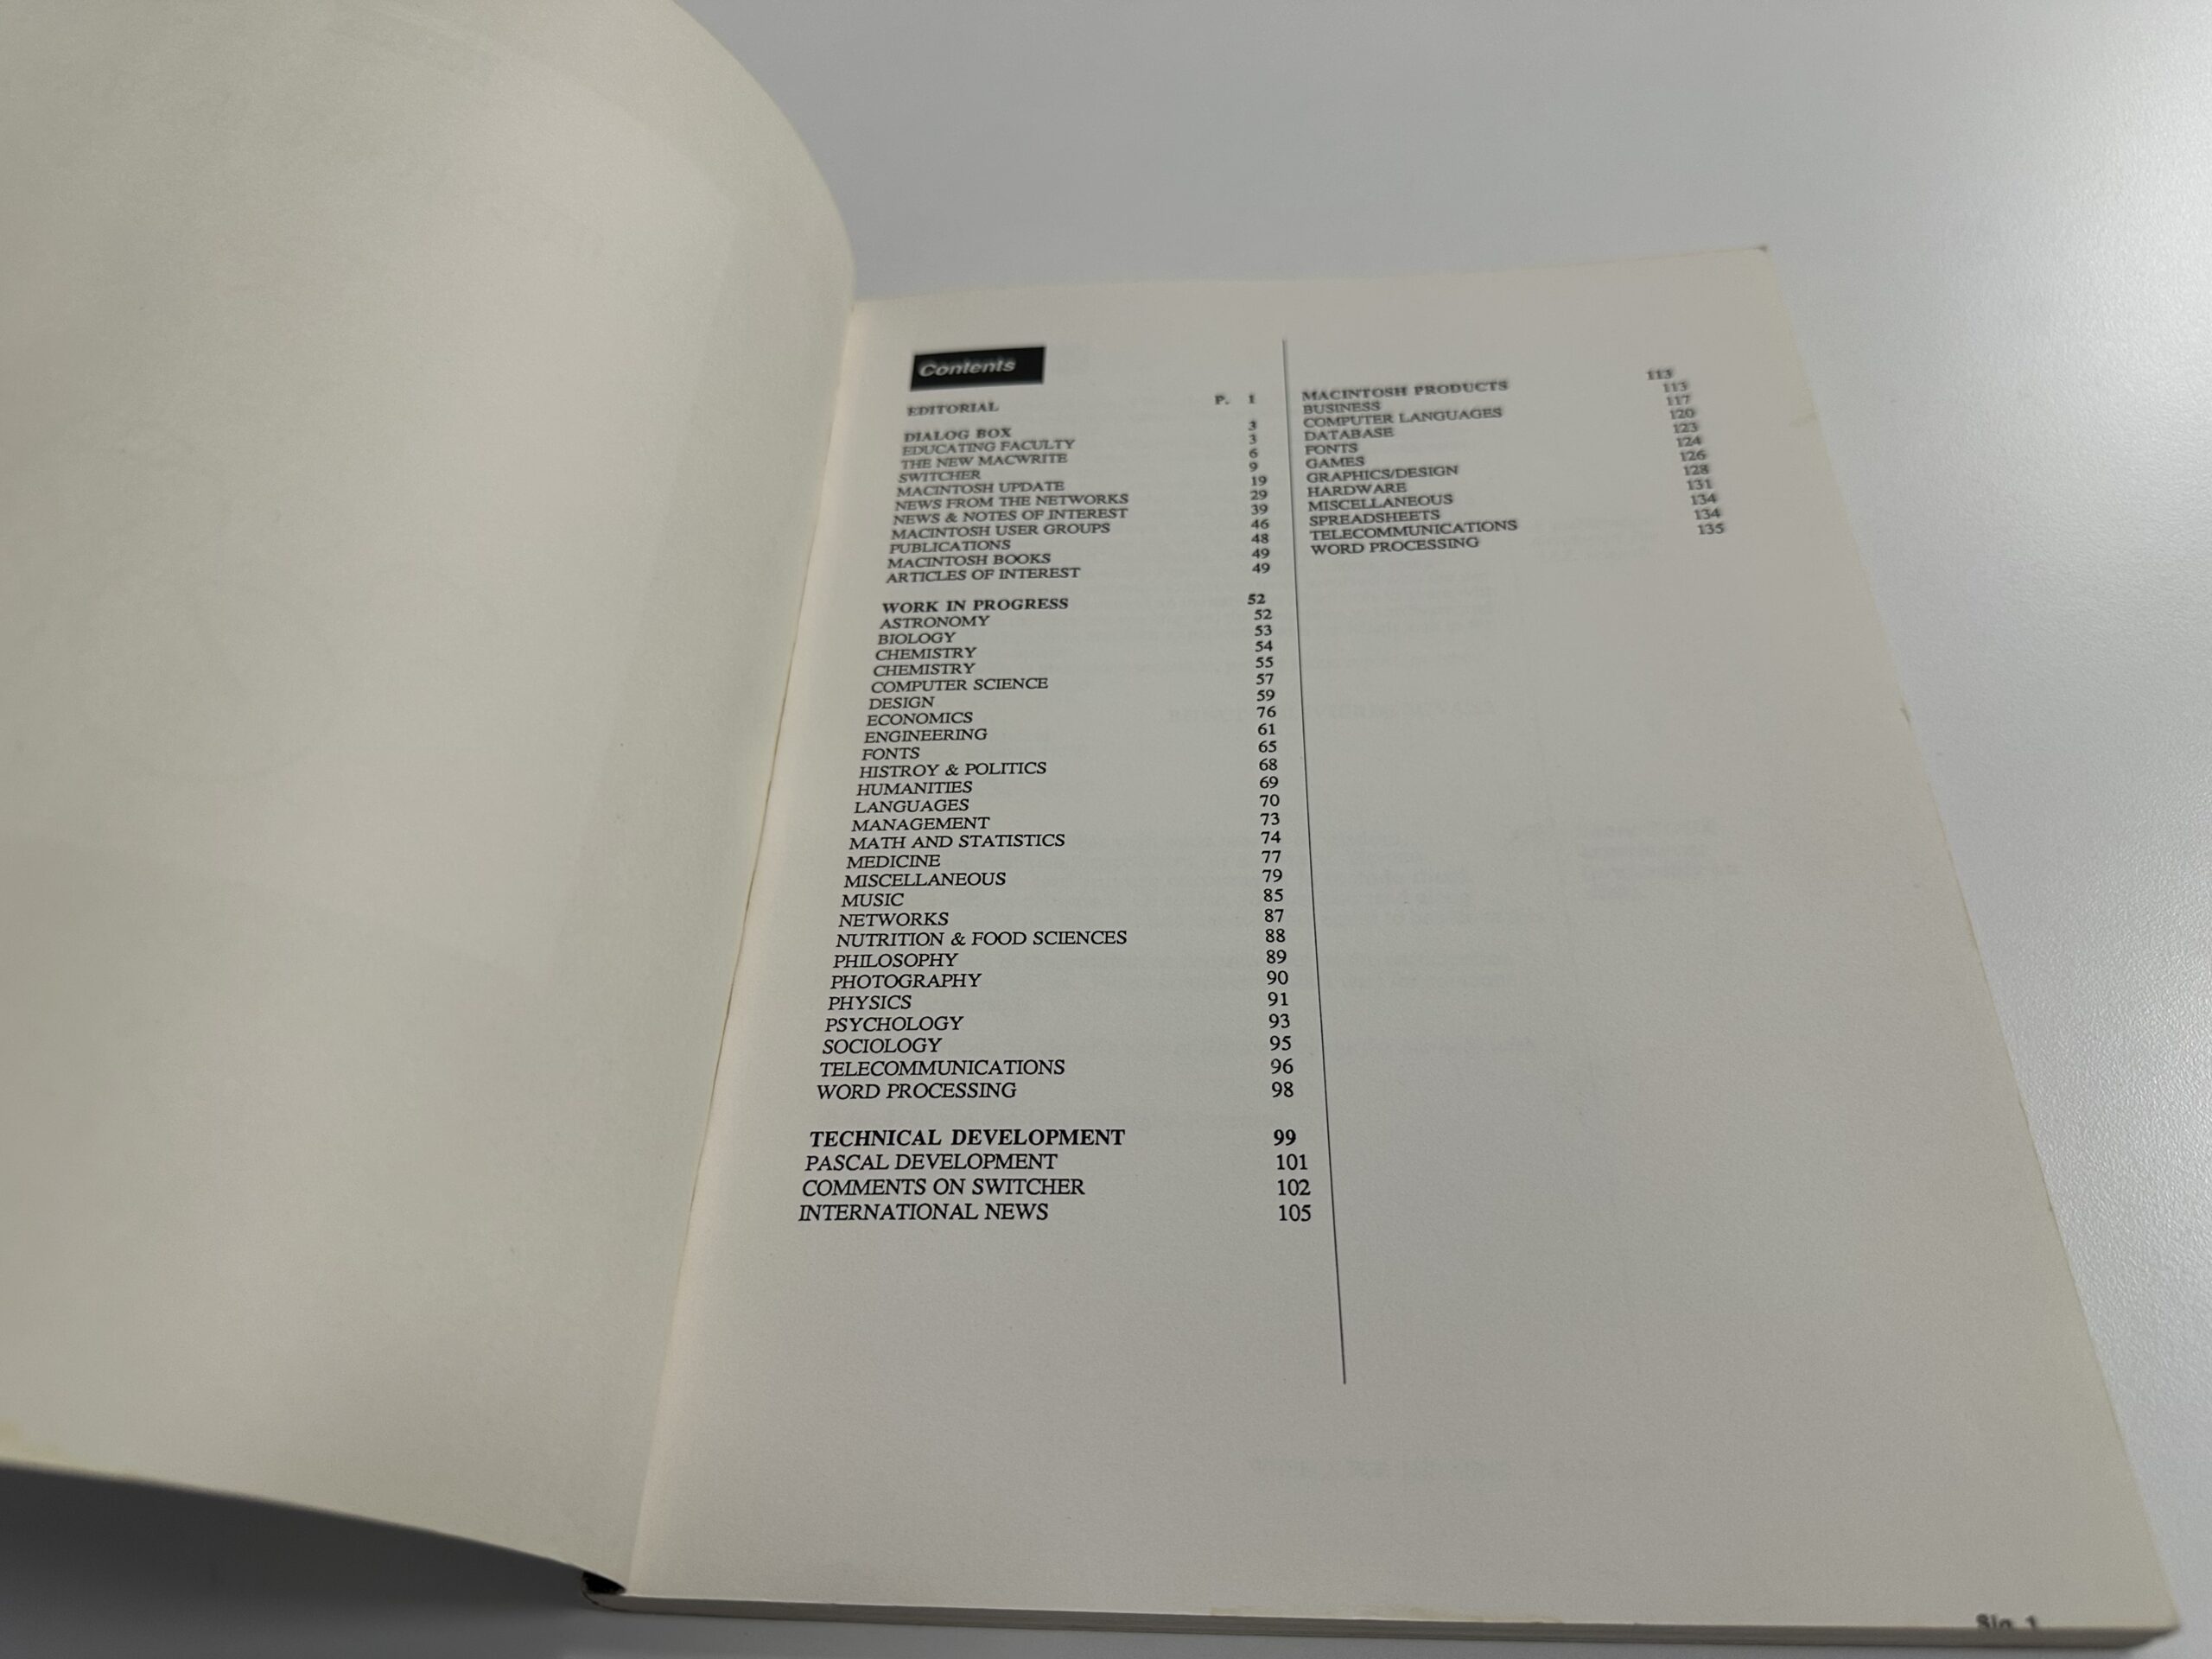 Contents
EDITORIAL P. 1
DIALOG BOX 3
EDUCATING FACULTY 3
THE NEW MACWRITE 6
SWITCHER 9
MACINTOSH UPDATE 19
NEWS FROM THE NETWORKS 29
NEWS & NOTES OF INTEREST 39
MACINTOSH USER GROUPS 46
PUBLICATIONS 48
MACINTOSH BOOKS 49
ARTICLES OF INTEREST 49
WORK IN PROGRESS 52
ASTRONOMY 52
BIOLOGY 53
CHEMISTRY 54
CHEMISTRY 55
COMPUTER SCIENCE 57
DESIGN 59
ECONOMICS 76
ENGINEERING 61
FONTS 65
HISTROY & POLITICS 68
HUMANITIES 69
LANGUAGES 70
MANAGEMENT 73
MATH AND STATISTICS 74
MEDICINE 77
MISCELLANEOUS 79
MUSIC 85
NETWORKS 87
NUTRITION & FOOD SCIENCES 88
PHILOSOPHY 89
PHOTOGRAPHY 90
PHYSICS 91
PSYCHOLOGY 93
SOCIOLOGY 95
TELECOMMUNICATIONS 96
WORD PROCESSING 98
TECHNICAL DEVELOPMENT 99
PASCAL DEVELOPMENT 101
COMMENTS ON SWITCHER 102
INTERNATIONAL NEWS 105
MACINTOSH PRODUCTS 113
BUSINESS 113
COMPUTER LANGUAGES 117
DATABASE 120
FONTS 123
GAMES 124
GRAPHICS/DESIGN 126
HARDWARE 128
MISCELLANEOUS 131
SPREADSHEETS 134
TELECOMMUNICATIONS 134
WORD PROCESSING 135